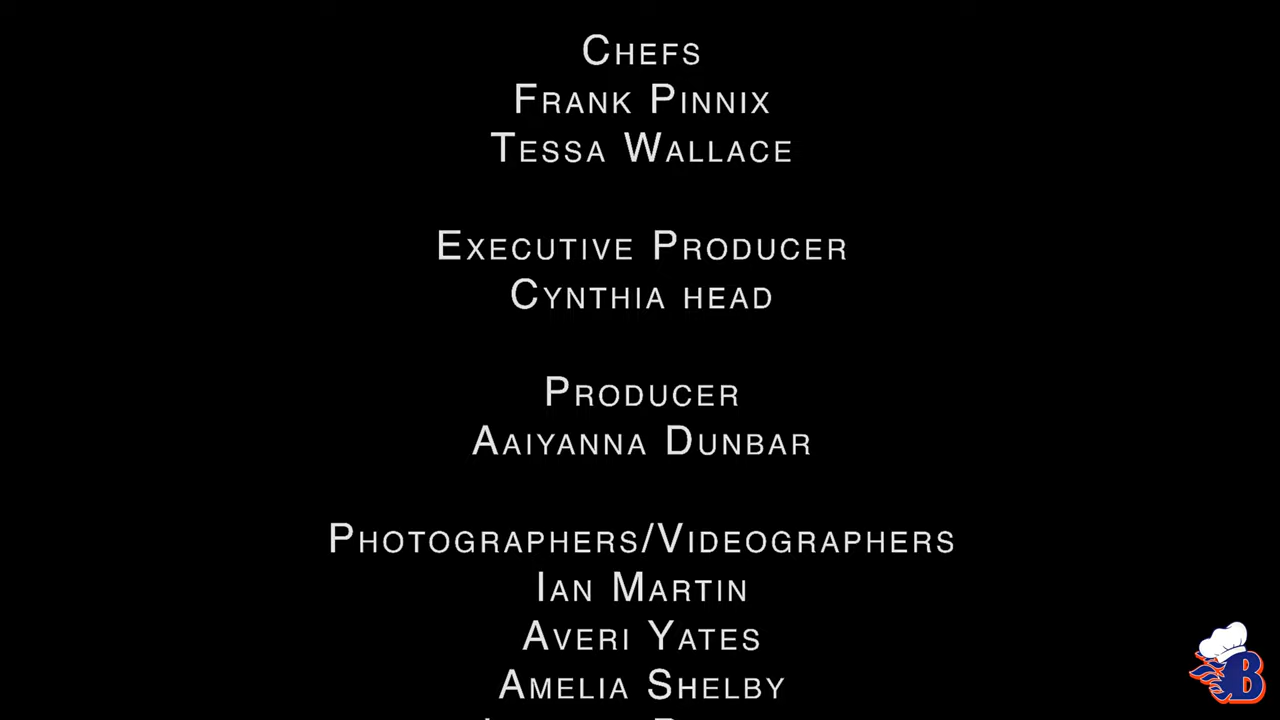 Chefs
Frank Pinnix
Tessa Wallace
Executive Producer
Cynthia head
Producer
Aaiyanna Dunbar
Photographers/Videographers
Ian Martin
Averi Yates
Amelia Shelby
B